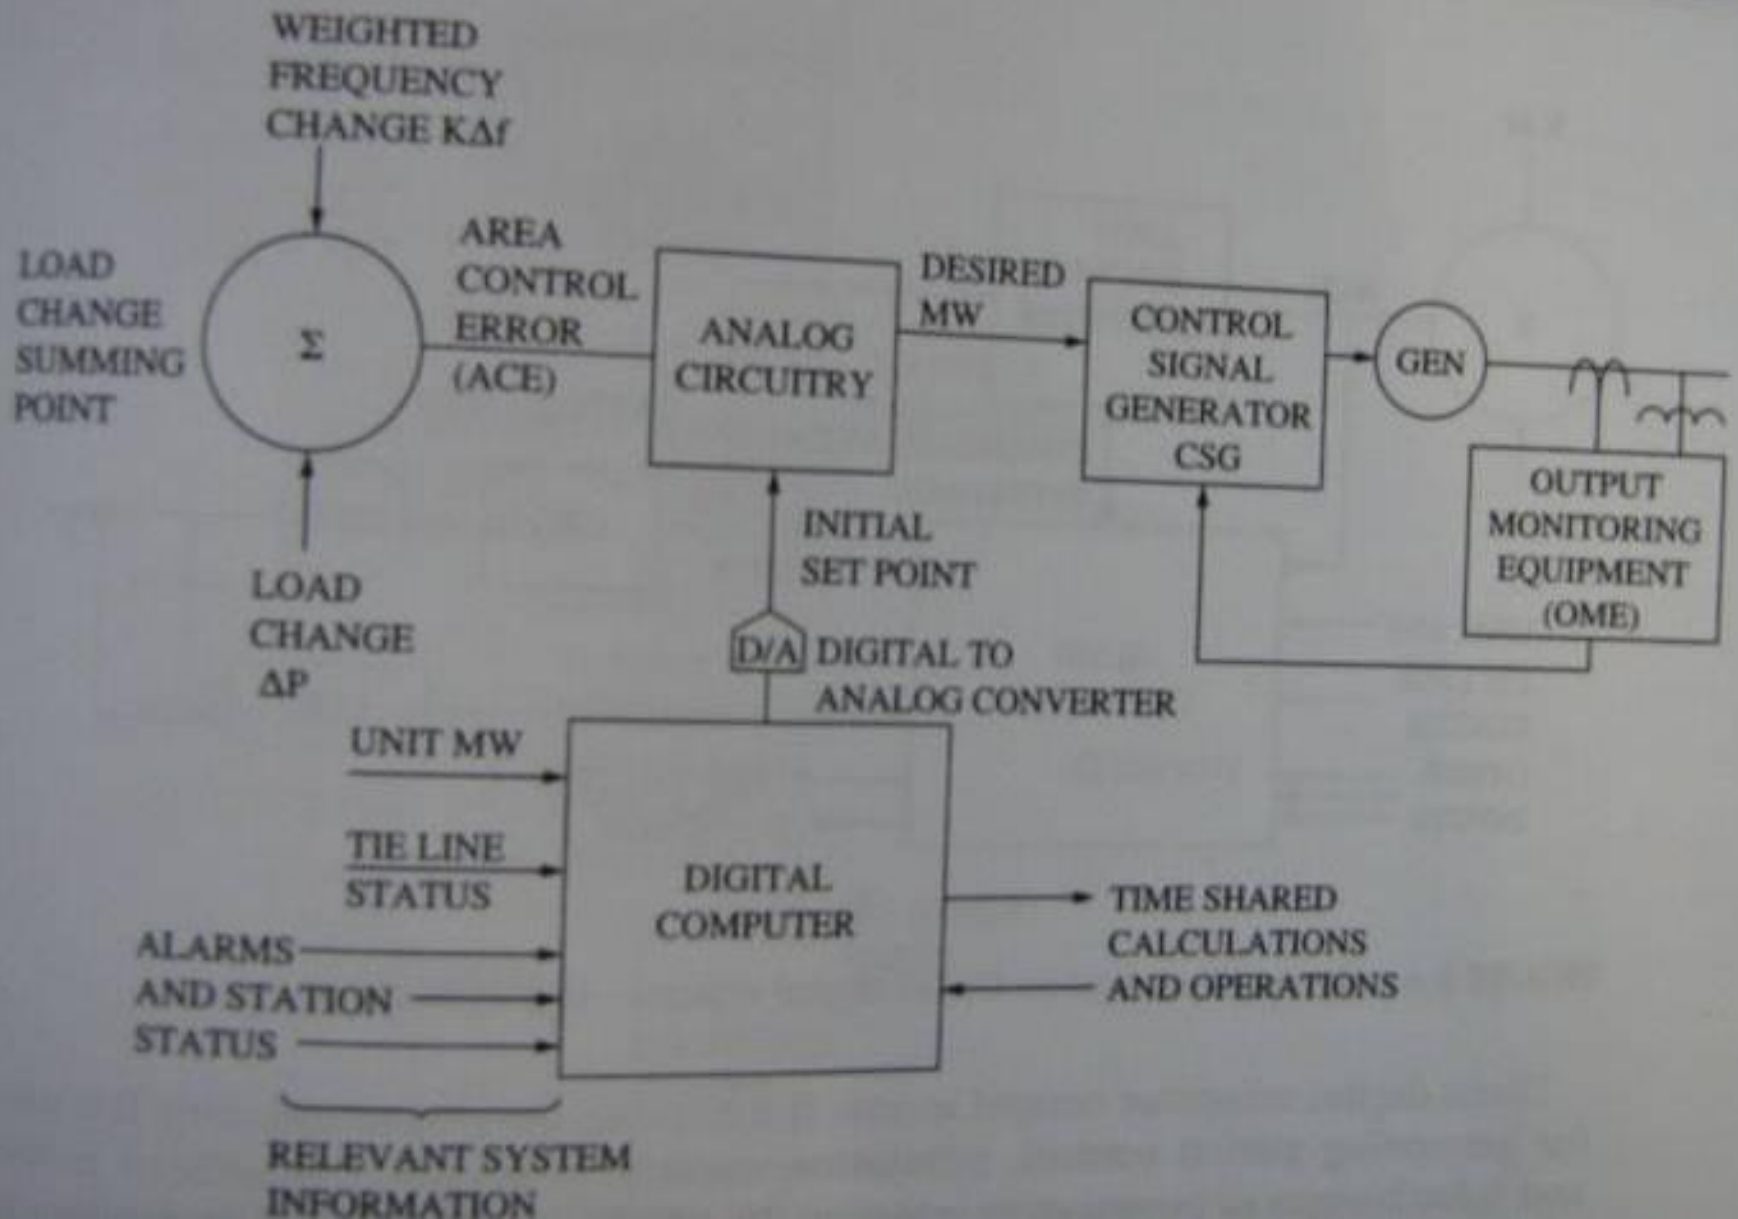 WEIGHTED
FREQUENCY
CHANGE KΔf
LOAD
CHANGE
SUMMING
POINT
Σ
AREA
CONTROL
ERROR
(ACE)
ANALOG
CIRCUITRY
DESIRED
MW
CONTROL
SIGNAL
GENERATOR
CSG
GEN
OUTPUT
MONITORING
EQUIPMENT
(OME)
LOAD
CHANGE
ΔP
INITIAL
SET POINT
D/A
DIGITAL TO
ANALOG CONVERTER
UNIT MW
TIE LINE
STATUS
ALARMS
AND STATION
STATUS
DIGITAL
COMPUTER
TIME SHARED
CALCULATIONS
AND OPERATIONS
RELEVANT SYSTEM
INFORMATION